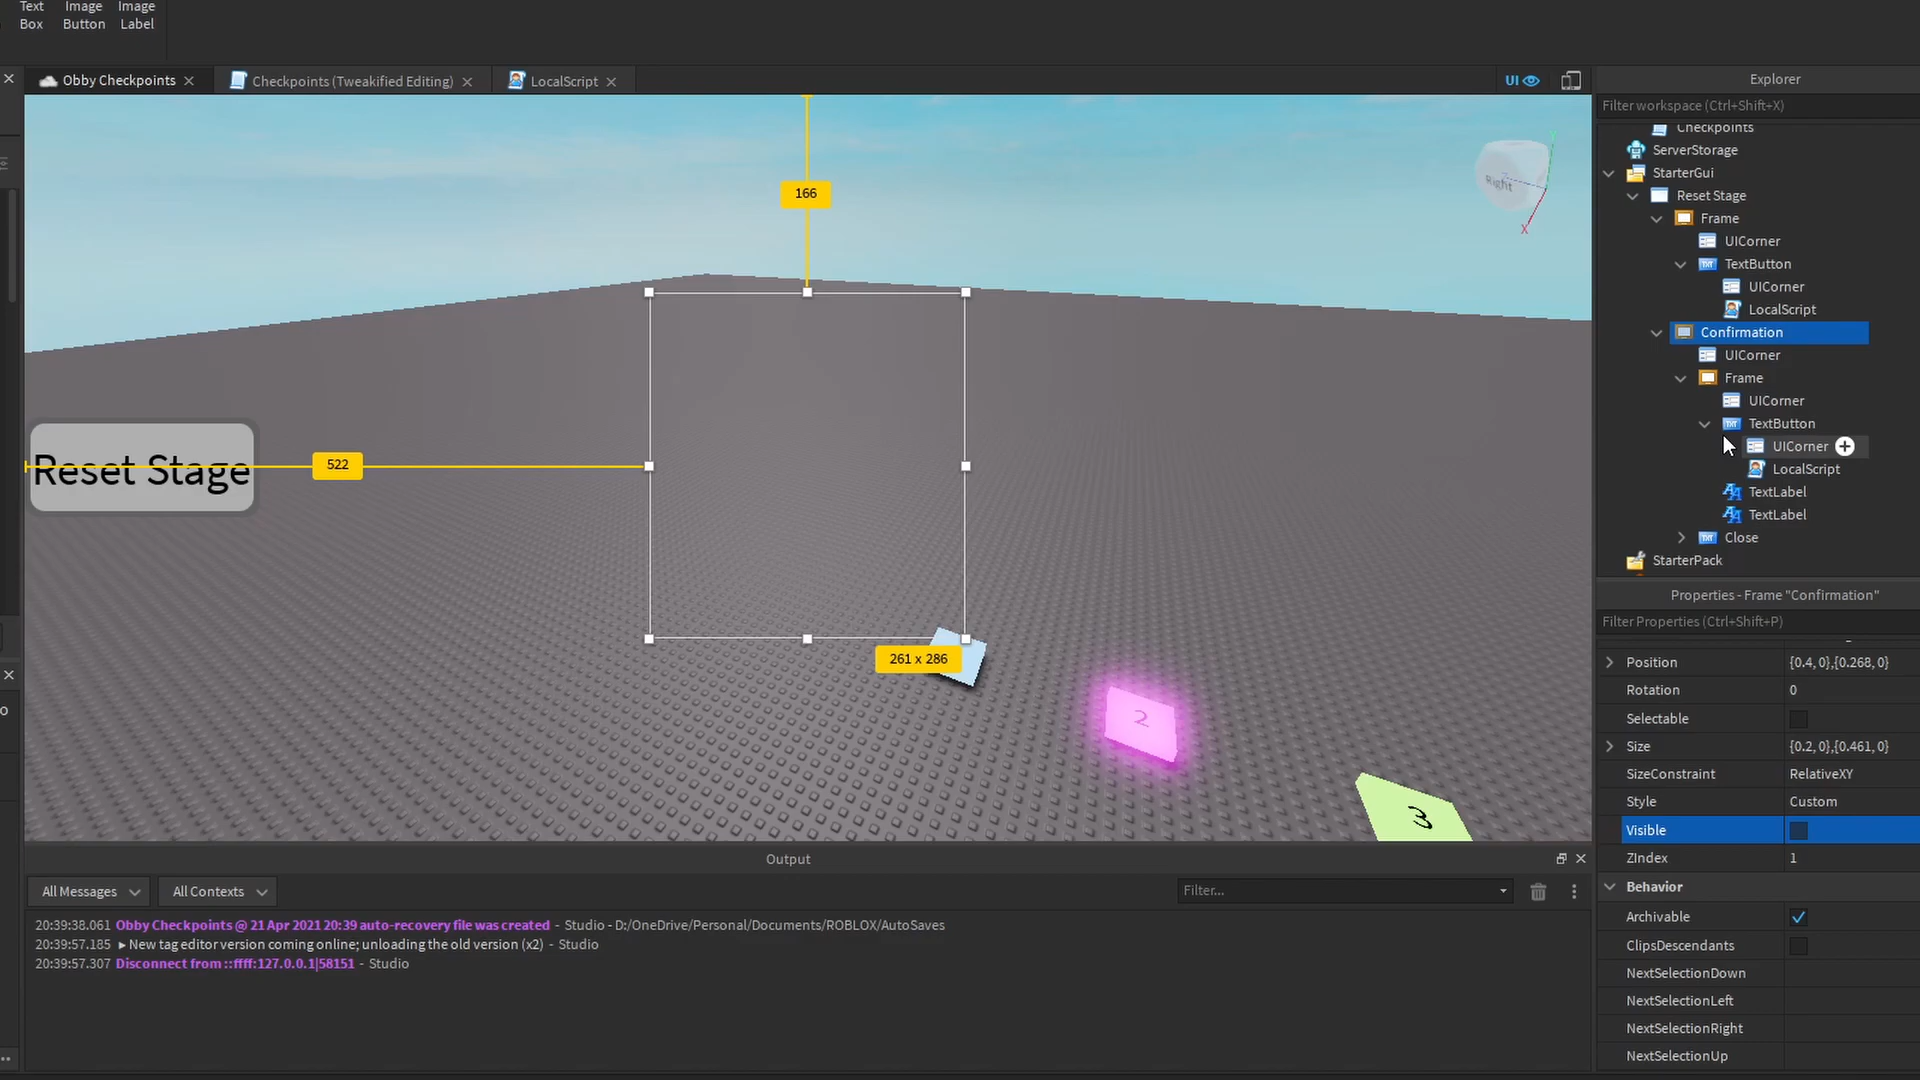 Text
Box
Image
Button
Image
Label
Obby Checkpoints
Checkpoints (Tweakified Editing)
LocalScript
UI
166
Right
X
522
Reset Stage
261 x 286
2
3
Explorer
Filter workspace (Ctrl+Shift+X)
Checkpoints
ServerStorage
StarterGui
Reset Stage
Frame
UICorner
TextButton
UICorner
LocalScript
Confirmation
UICorner
Frame
UICorner
TextButton
UICorner
LocalScript
TextLabel
TextLabel
Close
StarterPack
Properties - Frame "Confirmation"
Filter Properties (Ctrl+Shift+P)
Position {0.4, 0},{0.268, 0}
Rotation 0
Selectable
Size {0.2, 0},{0.461, 0}
SizeConstraint RelativeXY
Style Custom
Visible
ZIndex 1
Behavior
Archivable
ClipsDescendants
NextSelectionDown
NextSelectionLeft
NextSelectionRight
NextSelectionUp
Output
All Messages
All Contexts
Filter...
20:39:38.061 Obby Checkpoints @ 21 Apr 2021 20:39 auto-recovery file was created - Studio - D:/OneDrive/Personal/Documents/ROBLOX/AutoSaves
20:39:57.185 ▸ New tag editor version coming online; unloading the old version (x2) - Studio
20:39:57.307 Disconnect from ::ffff:127.0.0.1|58151 - Studio